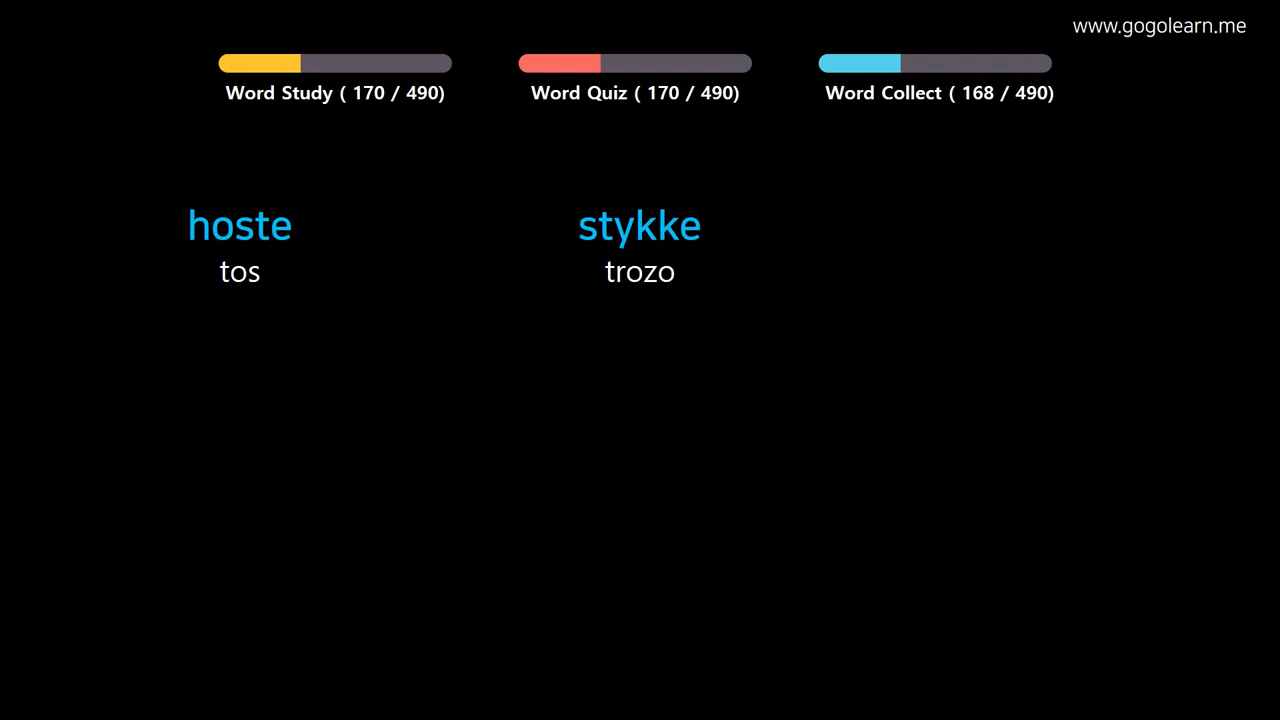 www.gogolearn.me
Word Study ( 170 / 490)
Word Quiz ( 170 / 490)
Word Collect ( 168 / 490)
hoste
tos
stykke
trozo